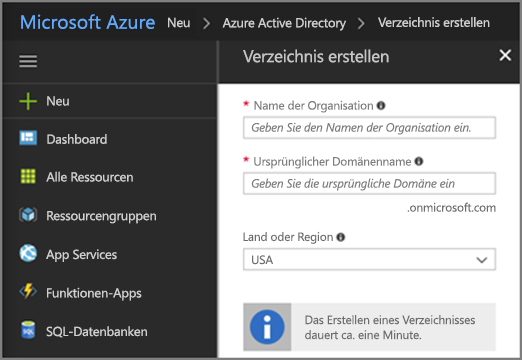 Microsoft Azure Neu > Azure Active Directory > Verzeichnis erstellen
Verzeichnis erstellen
Neu
Dashboard
Alle Ressourcen
Ressourcengruppen
App Services
Funktionen-Apps
SQL-Datenbanken
* Name der Organisation
Geben Sie den Namen der Organisation ein.
* Ursprünglicher Domänenname
Geben Sie die ursprüngliche Domäne ein
.onmicrosoft.com
Land oder Region
USA
Das Erstellen eines Verzeichnisses
dauert ca. eine Minute.